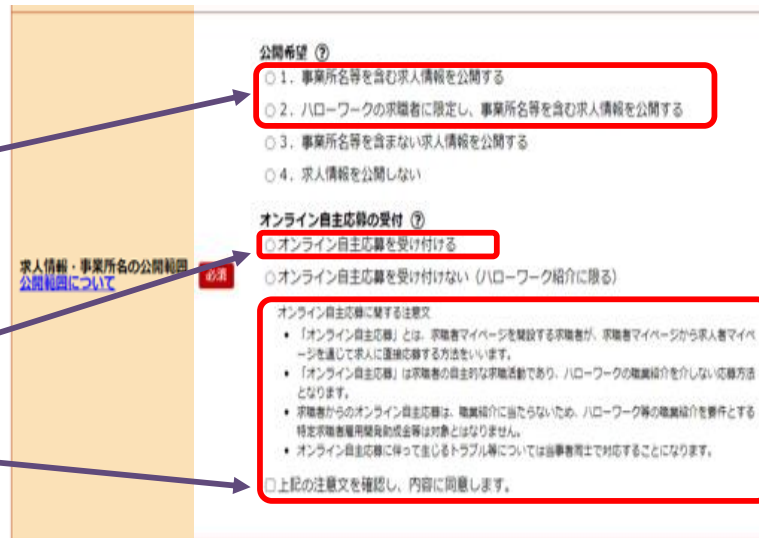 公開希望 ?
○1. 事業所名等を含む求人情報を公開する
○2. ハローワークの求職者に限定し、事業所名等を含む求人情報を公開する
○3. 事業所名等を含まない求人情報を公開する
○4. 求人情報を公開しない
オンライン自主応募の受付 ?
○オンライン自主応募を受け付ける
求人情報・事業所名の公開範囲
公開範囲について
必須
○オンライン自主応募を受け付けない(ハローワーク紹介に限る)
オンライン自主応募に関する注意文
• 「オンライン自主応募」とは、求職者マイページを開設する求職者が、求職者マイページから求人者マイペ
ージを通じて求人に直接応募する方法をいいます。
• 「オンライン自主応募」は求職者の自主的な求職活動であり、ハローワークの職業紹介を介しない応募方法
となります。
• 求職者からのオンライン自主応募は、職業紹介に当たらないため、ハローワーク等の職業紹介を要件とする
特定求職者雇用開発助成金等は対象とはなりません。
• オンライン自主応募に伴って生じるトラブル等については当事者同士で対応することになります。
□上記の注意文を確認し、内容に同意します。